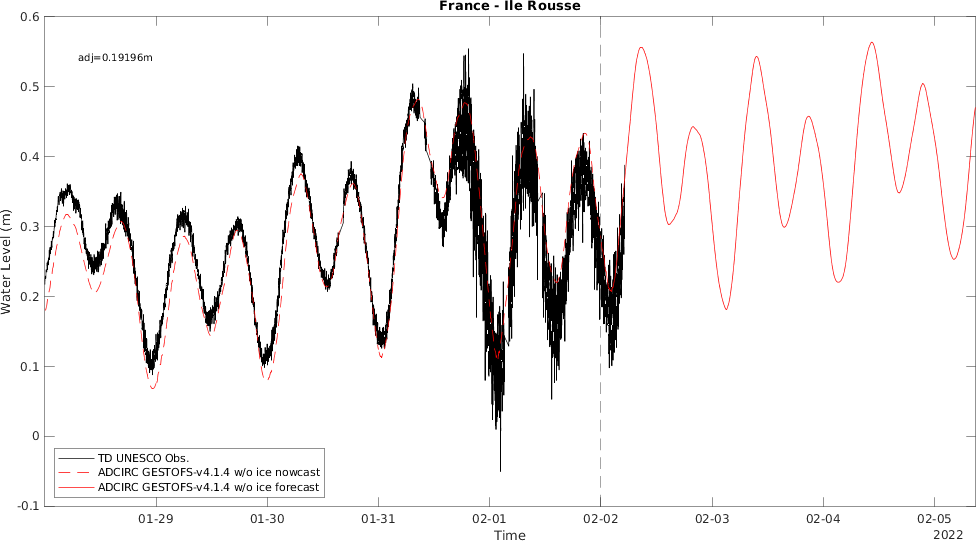 France - Ile Rousse
adj=0.19196m
0.6
0.5
0.4
0.3
0.2
0.1
0
-0.1
Water Level (m)
TD UNESCO Obs.
ADCIRC GESTOFS-v4.1.4 w/o ice nowcast
ADCIRC GESTOFS-v4.1.4 w/o ice forecast
01-29 01-30 01-31 02-01 02-02 02-03 02-04 02-05
Time
2022